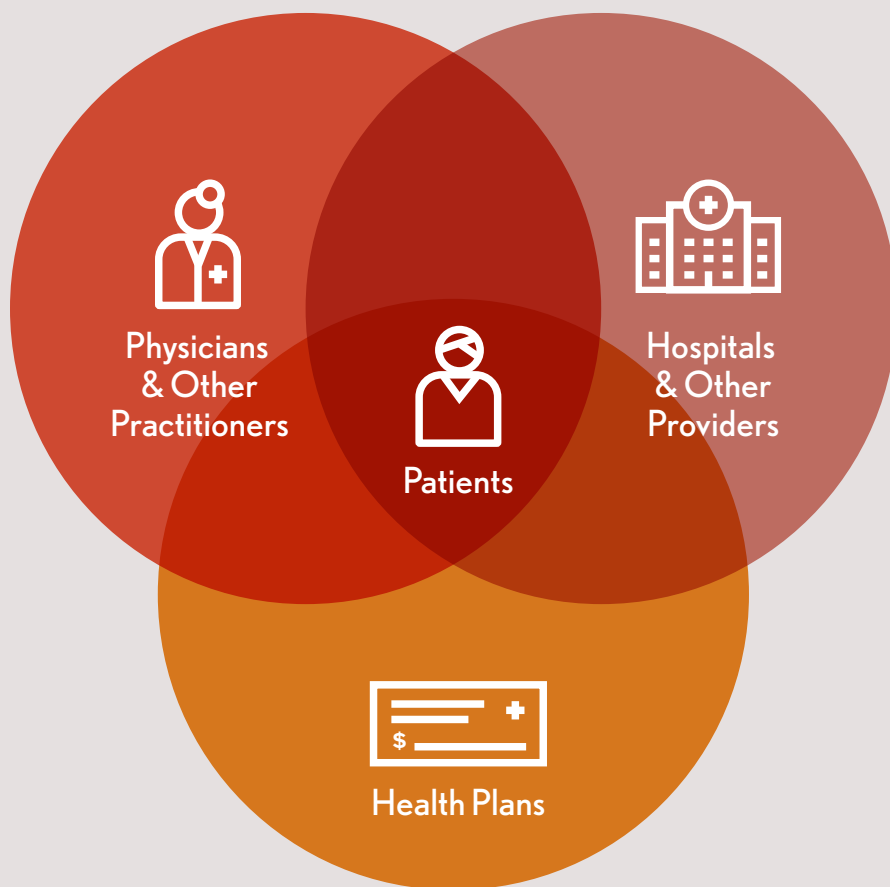 Physicians
& Other
Practitioners
Hospitals
& Other
Providers
Patients
$
Health Plans